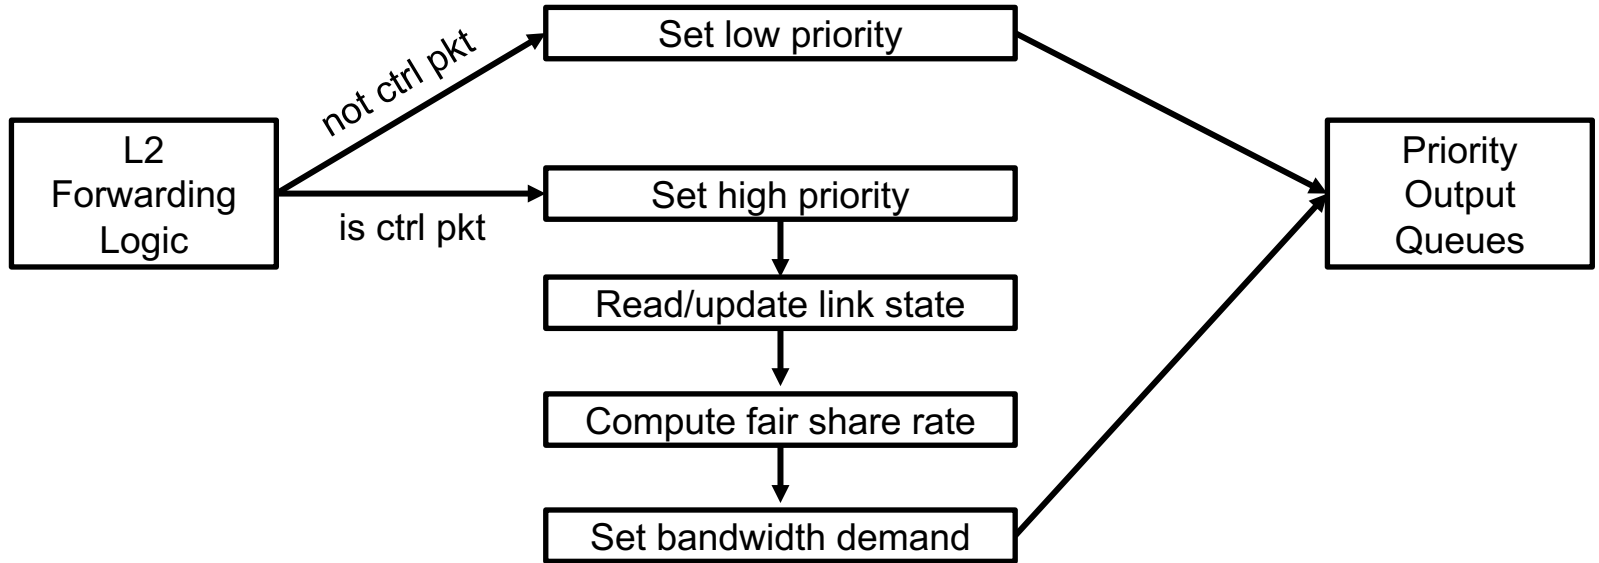 Set low priority
not ctrl pkt
L2
Forwarding
Logic
is ctrl pkt
Set high priority
Read/update link state
Compute fair share rate
Set bandwidth demand
Priority
Output
Queues